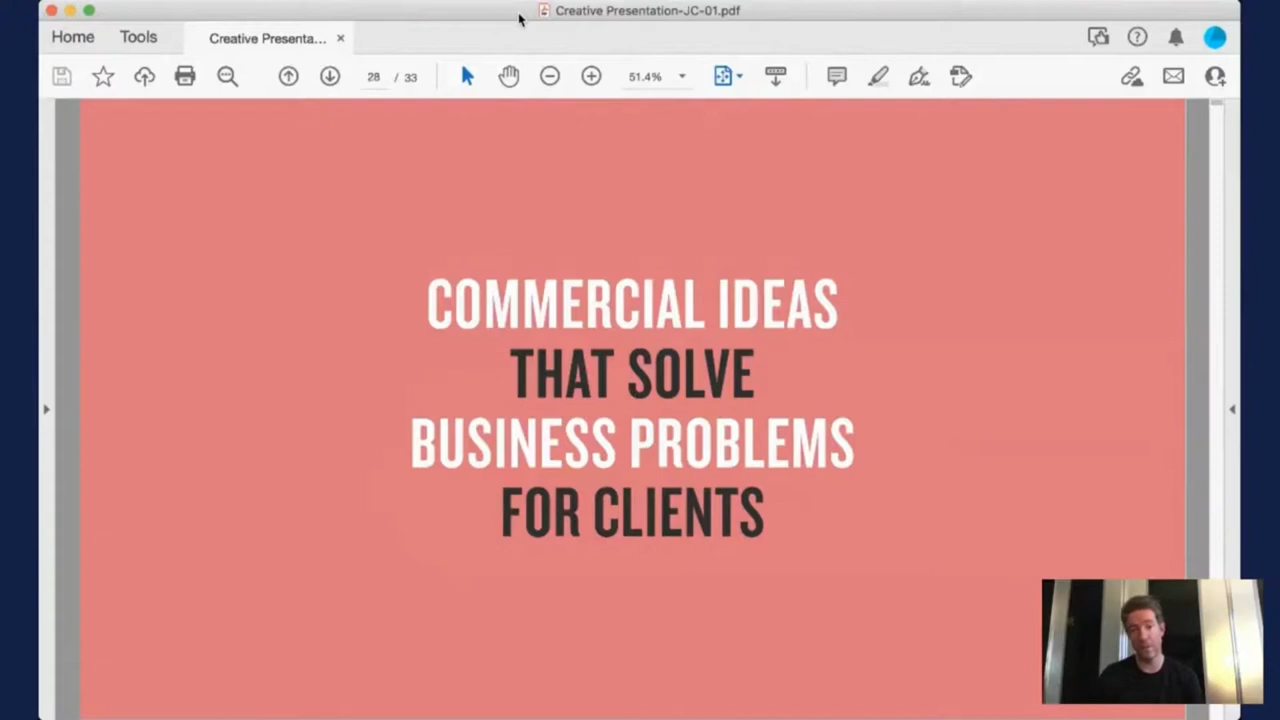 Creative Presentation-JC-01.pdf
Home
Tools
Creative Presenta...
28 / 33
51.4%
COMMERCIAL IDEAS
THAT SOLVE
BUSINESS PROBLEMS
FOR CLIENTS